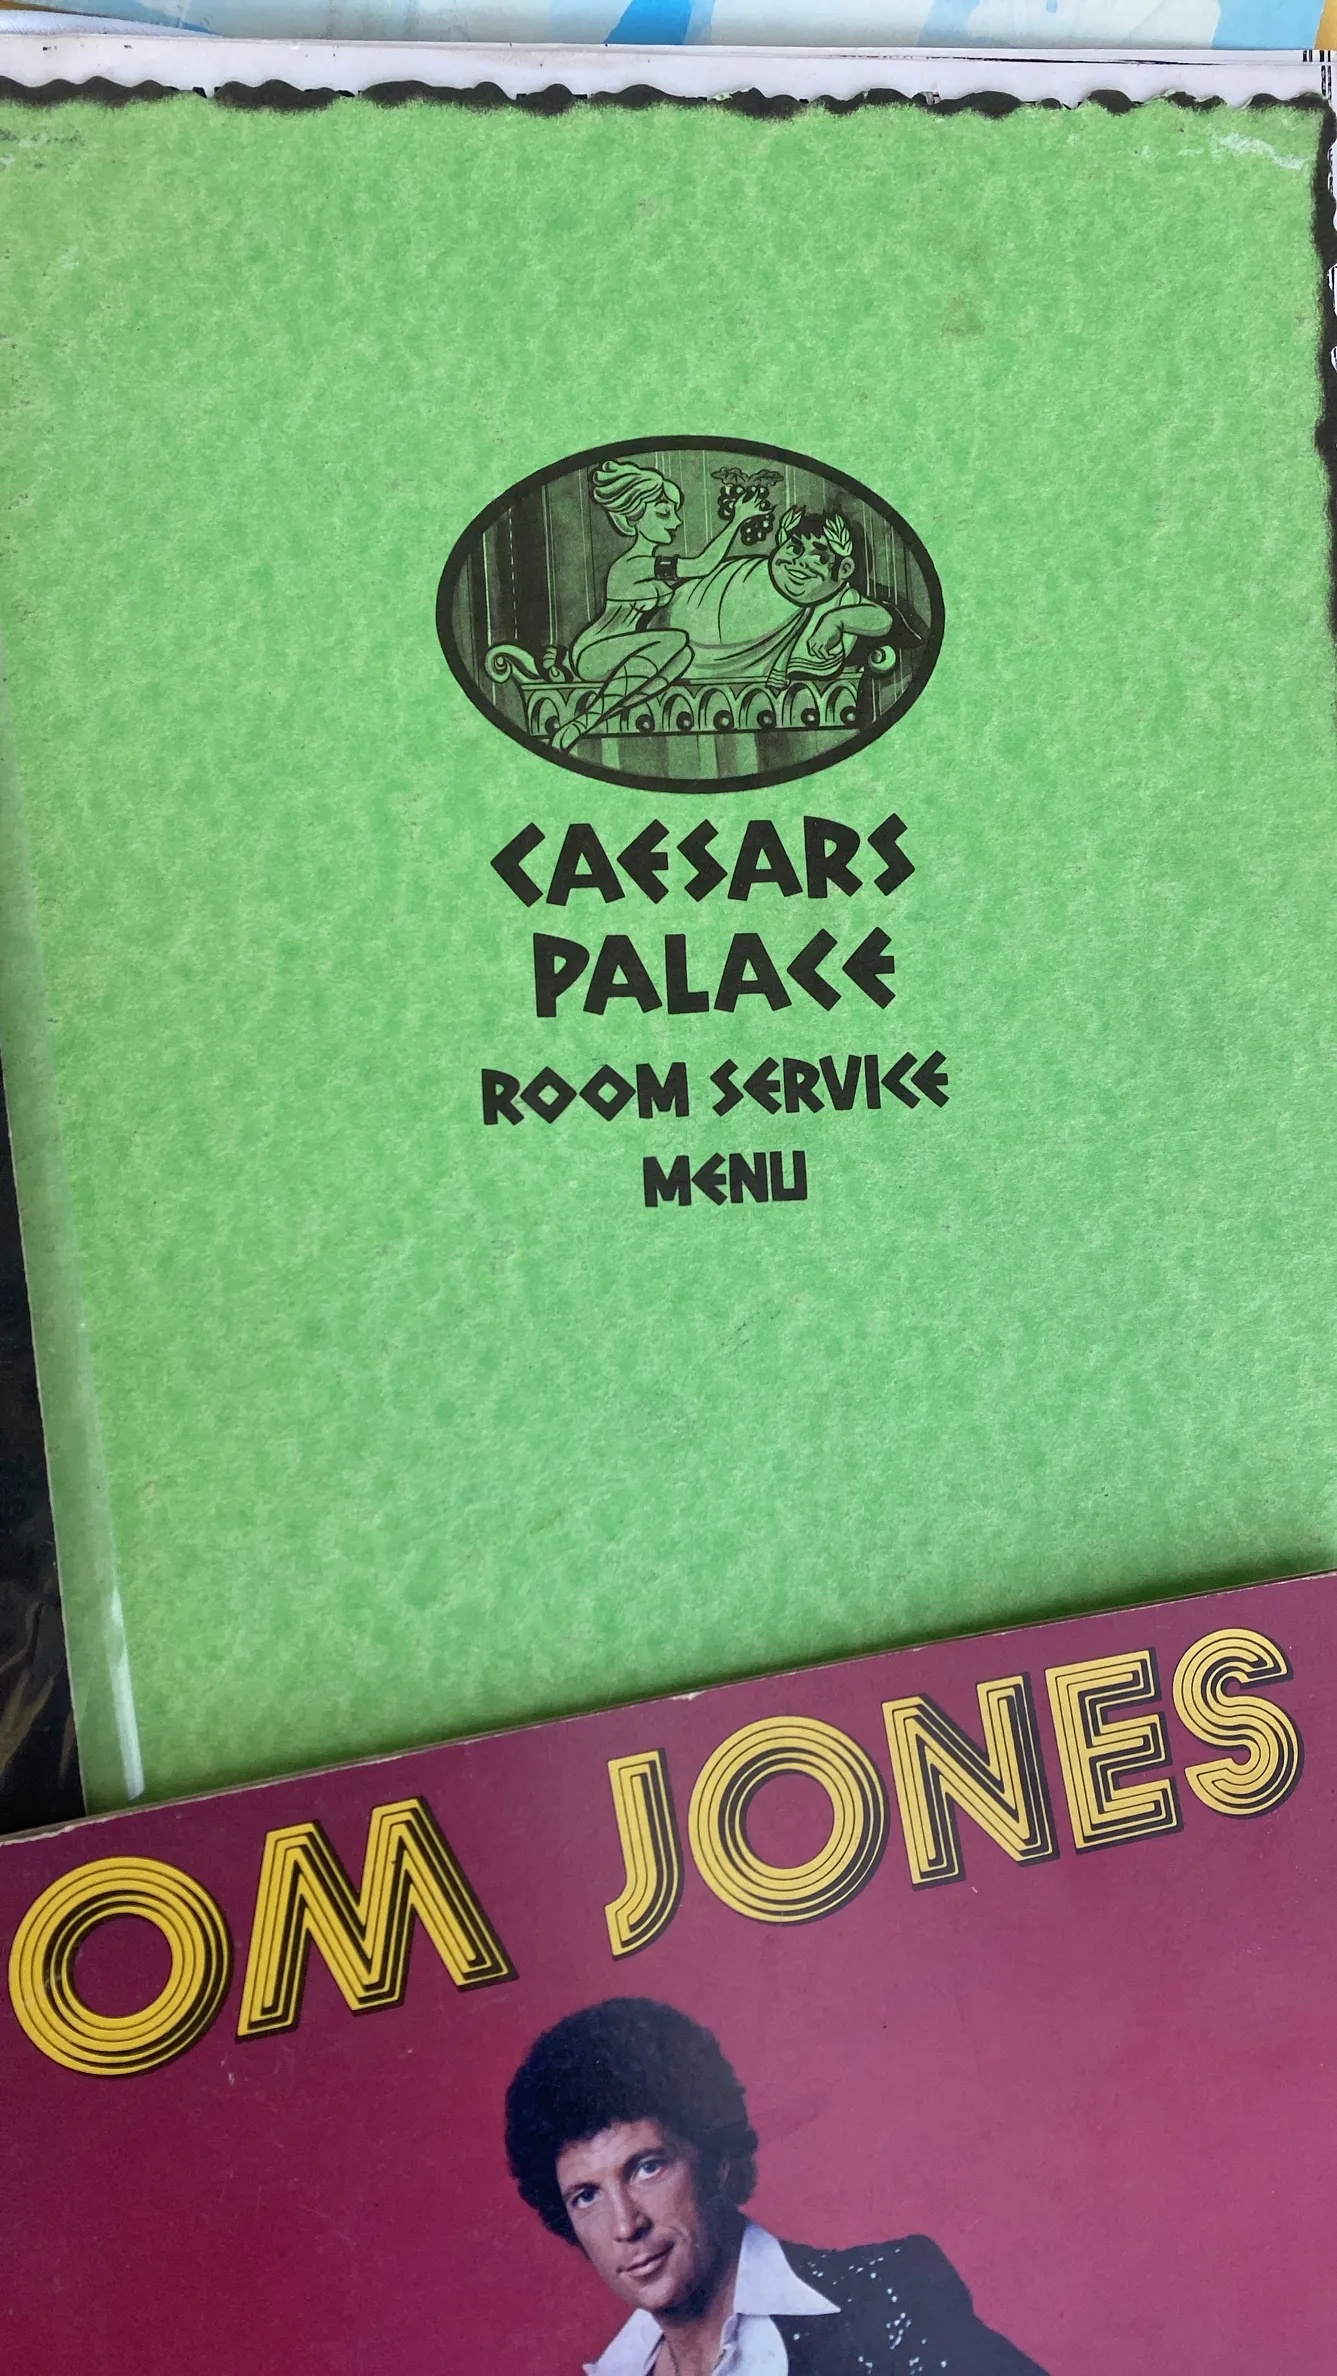 CAESARS
PALACE
ROOM SERVICE
MENU
OM JONES